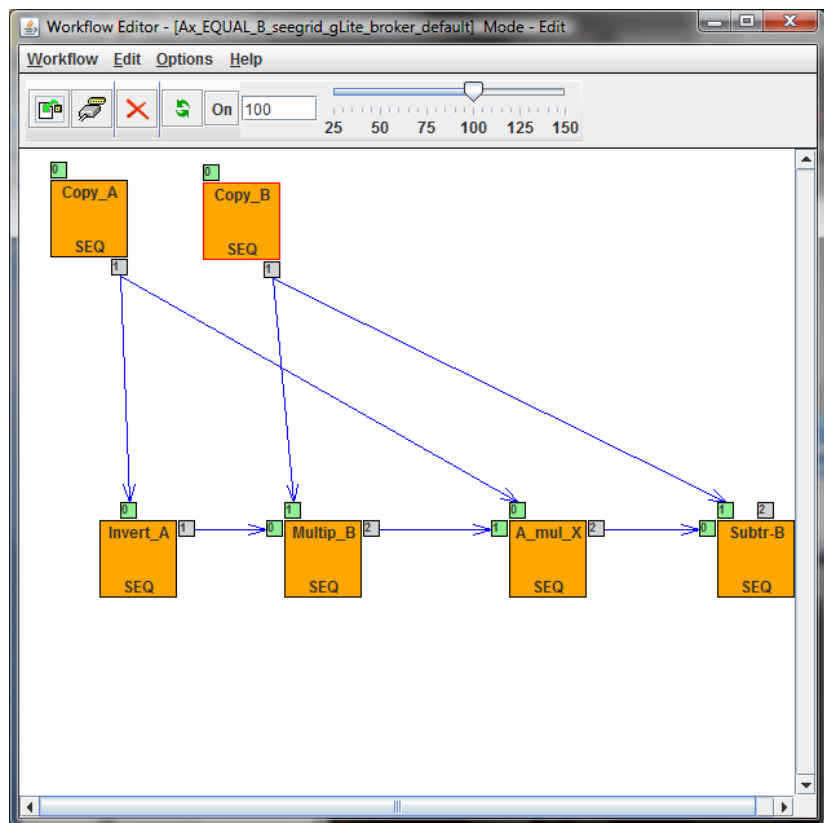 Workflow Editor - [Ax_EQUAL_B_seegrid_gLite_broker_default] Mode - Edit
Workflow Edit Options Help
On 100
25 50 75 100 125 150
0 0
Copy_A Copy_B
SEQ SEQ
1 1
0 1 0 1 2
Invert_A 1 0 Multip_B 2 1 A_mul_X 2 0 Subtr-B
SEQ SEQ SEQ SEQ